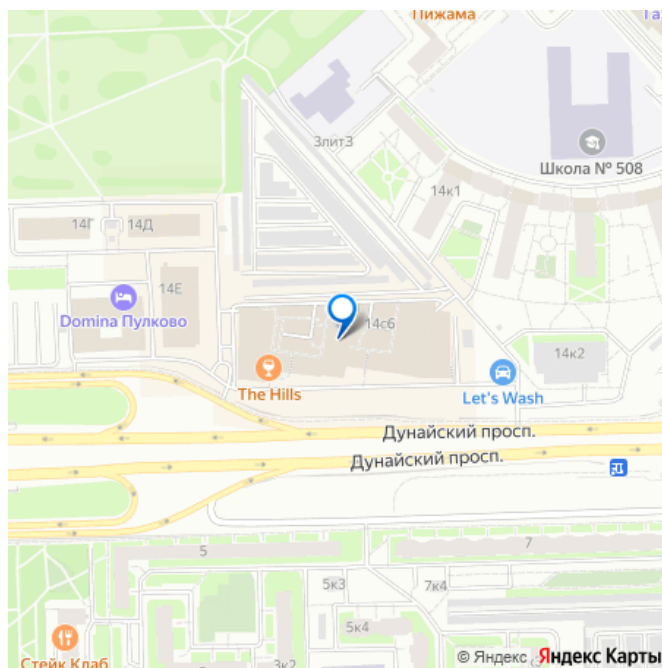 Пижама
3литЗ
Школа № 508
14к1
14Г
14Д
14Е
Domina Пулково
14с6
The Hills
14к2
Let's Wash
Дунайский просп.
Дунайский просп.
5
7
5к3
7к4
5к4
Стейк Клаб
3к2
© Яндекс
Яндекс Карты